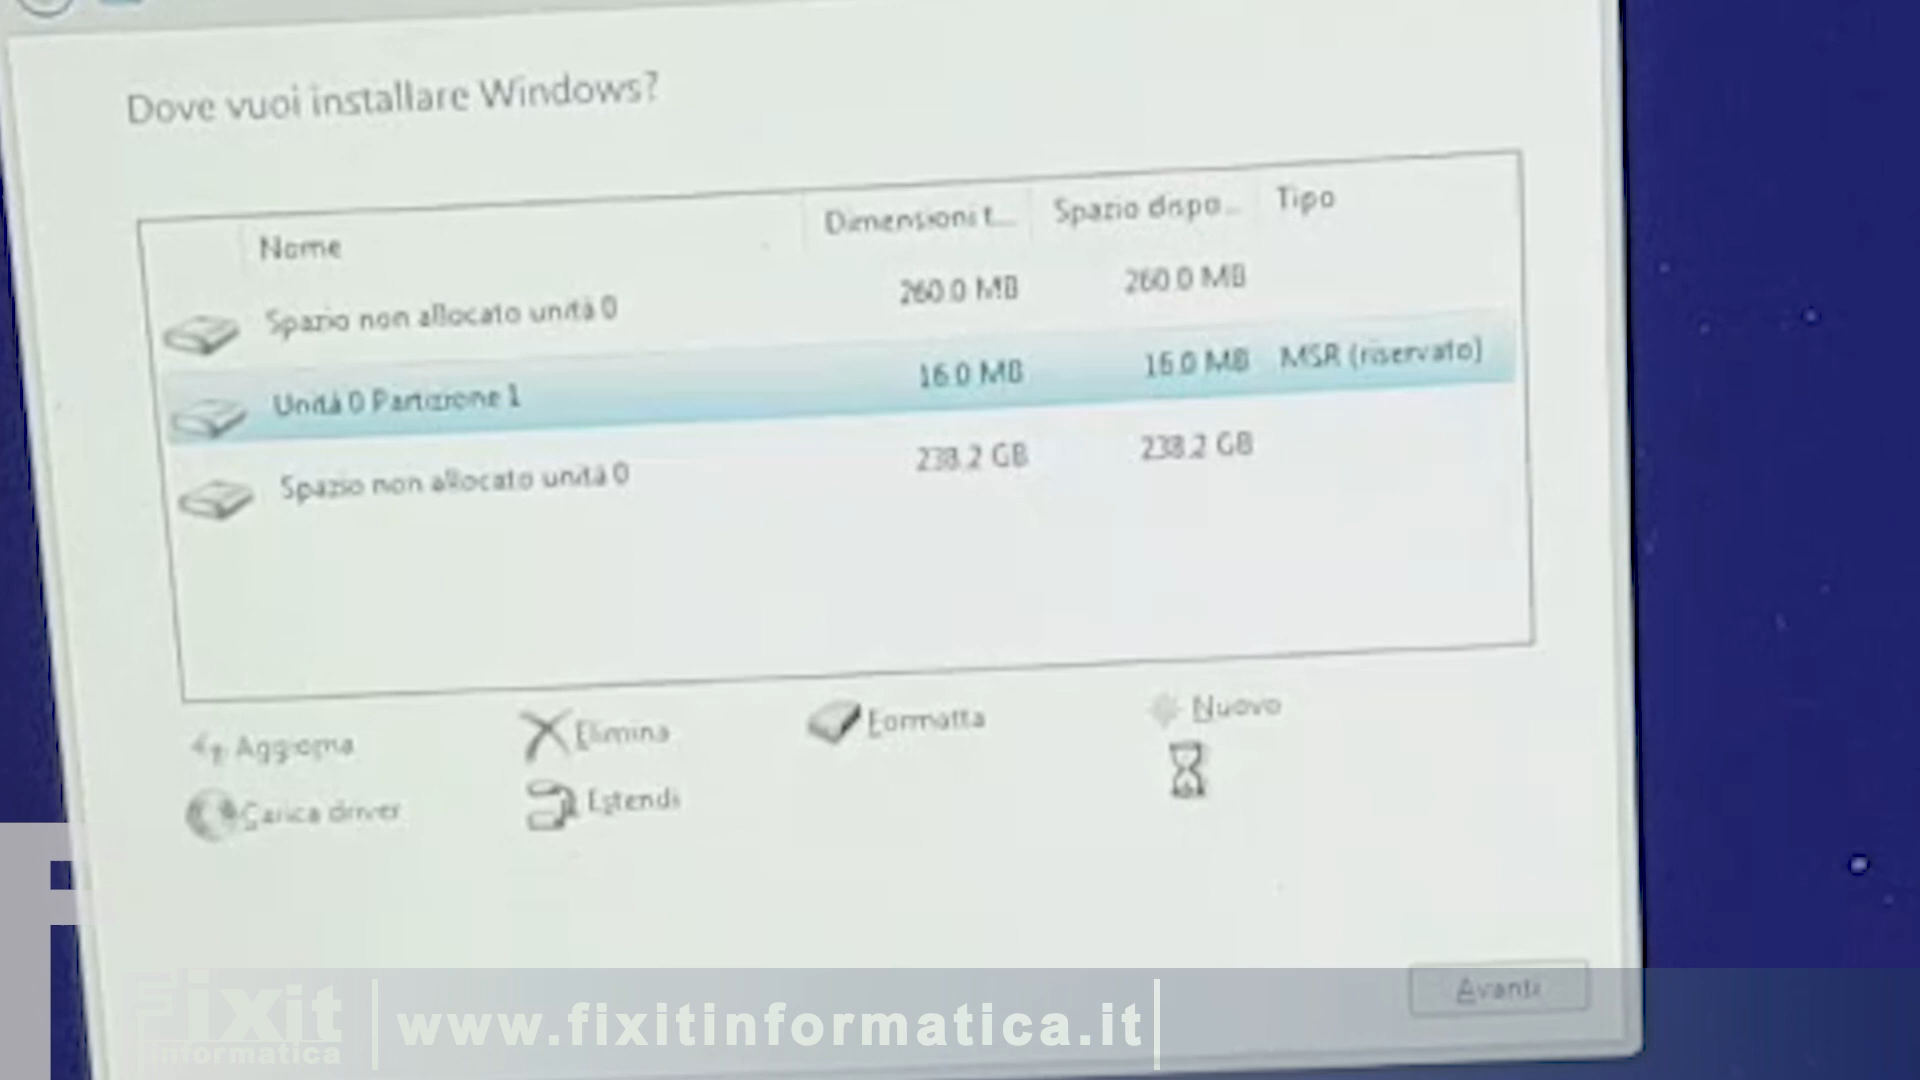 Dove vuoi installare Windows?
Nome Dimensioni t... Spazio dispo... Tipo
Spazio non allocato unità 0 260.0 MB 260.0 MB
Unità 0 Partizione 1 16.0 MB 16.0 MB MSR (riservato)
Spazio non allocato unità 0 238.2 GB 238.2 GB
Aggiorna Elimina Formatta Nuovo
Carica driver Estendi
Avanti
Fixit informatica
www.fixitinformatica.it